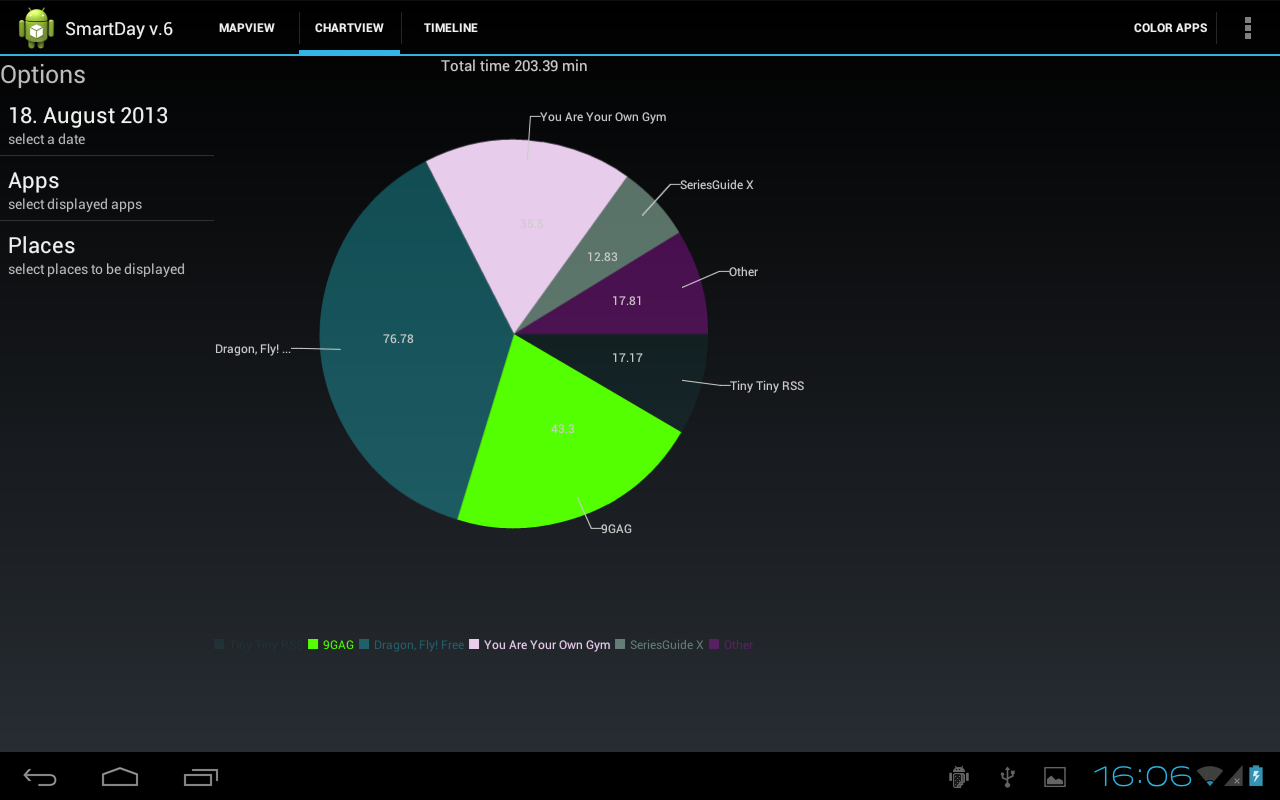 SmartDay v.6
MAPVIEW
CHARTVIEW
TIMELINE
COLOR APPS
Options
18. August 2013
select a date
Apps
select displayed apps
Places
select places to be displayed
Total time 203.39 min
You Are Your Own Gym
SeriesGuide X
Other
Tiny Tiny RSS
9GAG
Dragon, Fly! ...
35.5
12.83
17.81
17.17
43.3
76.78
Tiny Tiny RSS 9GAG Dragon, Fly! Free You Are Your Own Gym SeriesGuide X Other
16:06